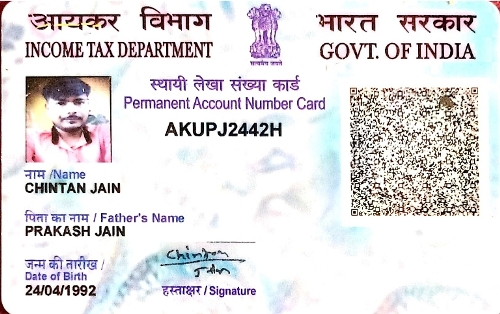 आयकर विभाग
INCOME TAX DEPARTMENT
सत्यमेव जयते
भारत सरकार
GOVT. OF INDIA
स्थायी लेखा संख्या कार्ड
Permanent Account Number Card
AKUPJ2442H
नाम /Name
CHINTAN JAIN
पिता का नाम / Father's Name
PRAKASH JAIN
जन्म की तारीख /
Date of Birth
24/04/1992
Chintan
Jain
हस्ताक्षर / Signature